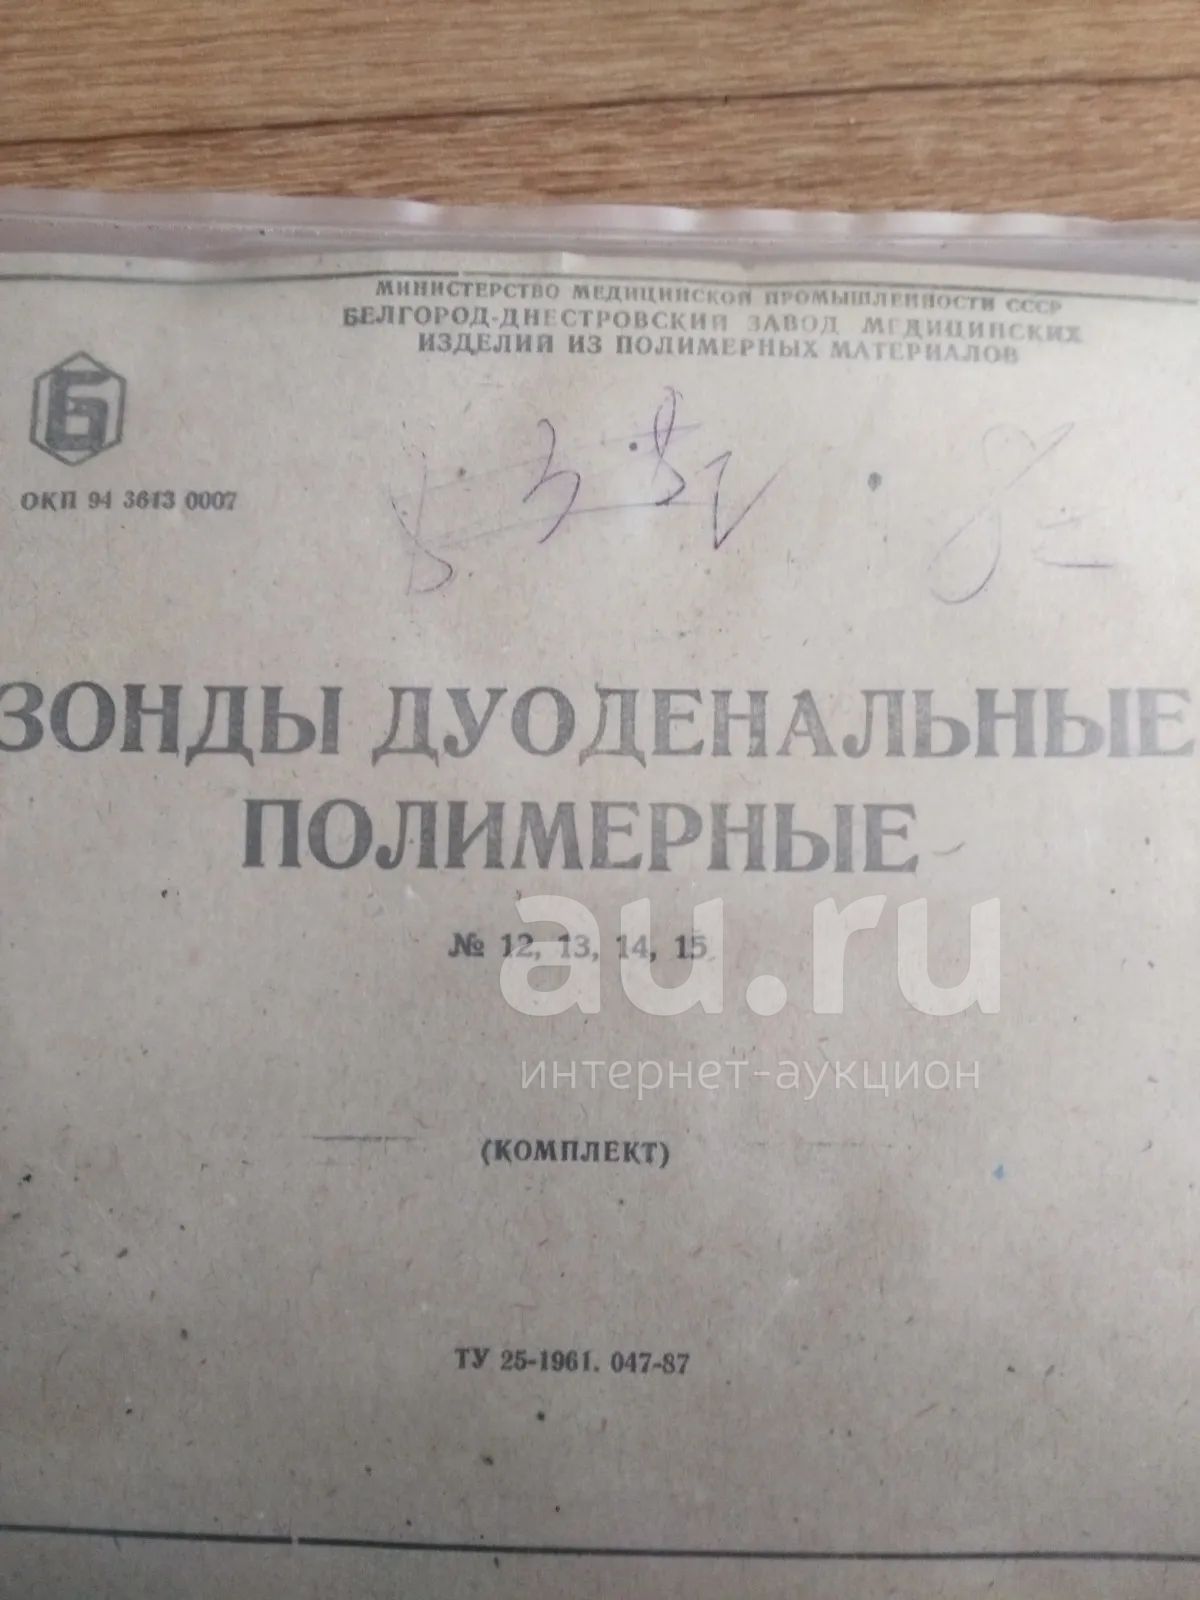 МИНИСТЕРСТВО МЕДИЦИНСКОЙ ПРОМЫШЛЕННОСТИ СССР
БЕЛГОРОД-ДНЕСТРОВСКИЙ ЗАВОД МЕДИЦИНСКИХ
ИЗДЕЛИЙ ИЗ ПОЛИМЕРНЫХ МАТЕРИАЛОВ
Б
ОКП 94 3613 0007
ЗОНДЫ ДУОДЕНАЛЬНЫЕ
ПОЛИМЕРНЫЕ
№ 12, 13, 14, 15
au.ru
интернет-аукцион
(КОМПЛЕКТ)
ТУ 25-1961. 047-87